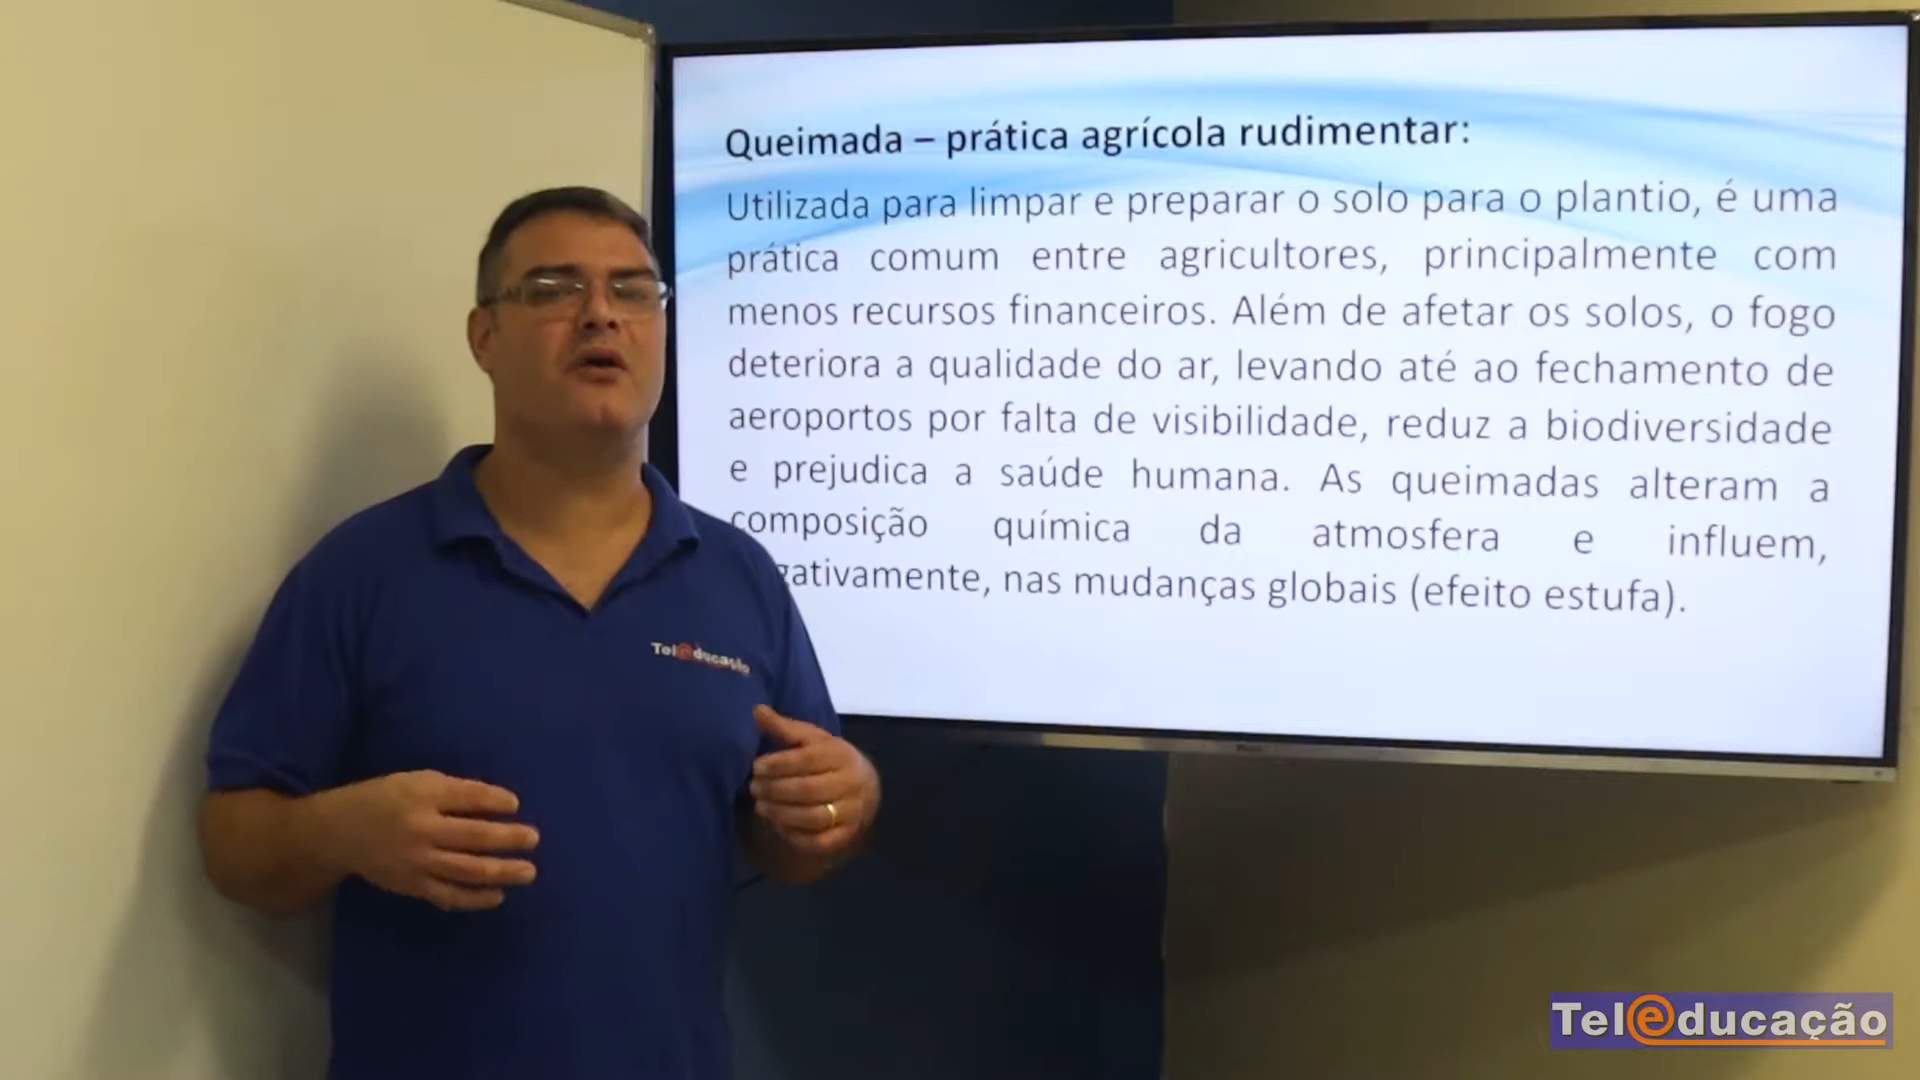 Queimada – prática agrícola rudimentar:
Utilizada para limpar e preparar o solo para o plantio, é uma
prática comum entre agricultores, principalmente com
menos recursos financeiros. Além de afetar os solos, o fogo
deteriora a qualidade do ar, levando até ao fechamento de
aeroportos por falta de visibilidade, reduz a biodiversidade
e prejudica a saúde humana. As queimadas alteram a
composição química da atmosfera e influem,
gativamente, nas mudanças globais (efeito estufa).
Teleducação
Teleducação